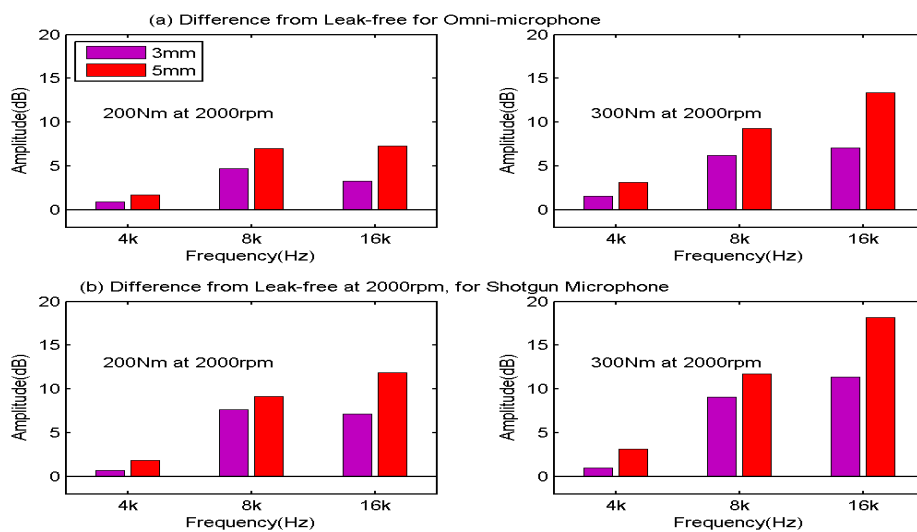 (a) Difference from Leak-free for Omni-microphone
20
15
10
5
0
Amplitude(dB)
3mm
5mm
200Nm at 2000rpm
4k 8k 16k
Frequency(Hz)
20
15
10
5
0
Amplitude(dB)
300Nm at 2000rpm
4k 8k 16k
Frequency(Hz)
(b) Difference from Leak-free at 2000rpm, for Shotgun Microphone
20
15
10
5
0
Amplitude(dB)
200Nm at 2000rpm
4k 8k 16k
Frequency(Hz)
20
15
10
5
0
Amplitude(dB)
300Nm at 2000rpm
4k 8k 16k
Frequency(Hz)